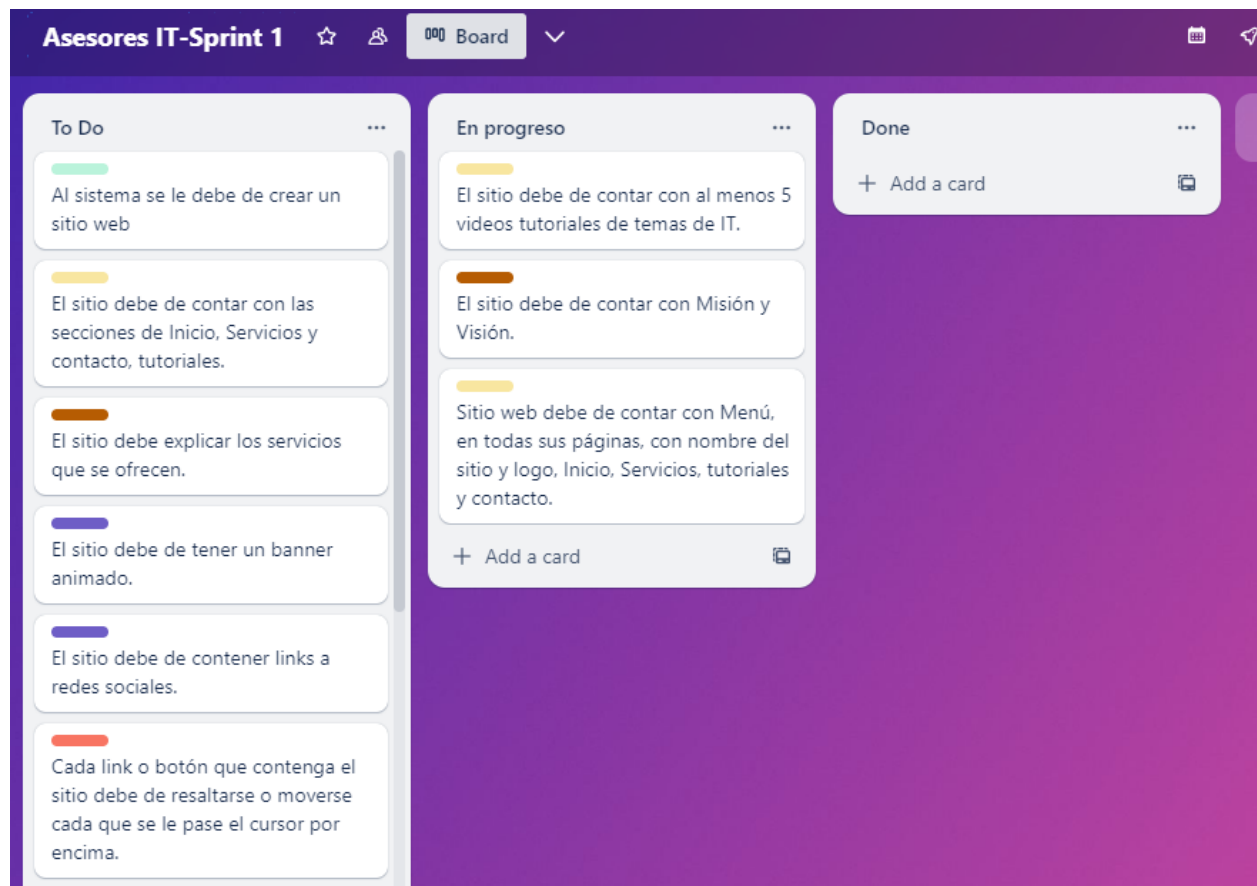 Asesores IT-Sprint 1
Board
To Do
Al sistema se le debe de crear un
sitio web
El sitio debe de contar con las
secciones de Inicio, Servicios y
contacto, tutoriales.
El sitio debe explicar los servicios
que se ofrecen.
El sitio debe de tener un banner
animado.
El sitio debe de contener links a
redes sociales.
Cada link o botón que contenga el
sitio debe de resaltarse o moverse
cada que se le pase el cursor por
encima.
En progreso
El sitio debe de contar con al menos 5
videos tutoriales de temas de IT.
El sitio debe de contar con Misión y
Visión.
Sitio web debe de contar con Menú,
en todas sus páginas, con nombre del
sitio y logo, Inicio, Servicios, tutoriales
y contacto.
Add a card
Done
Add a card